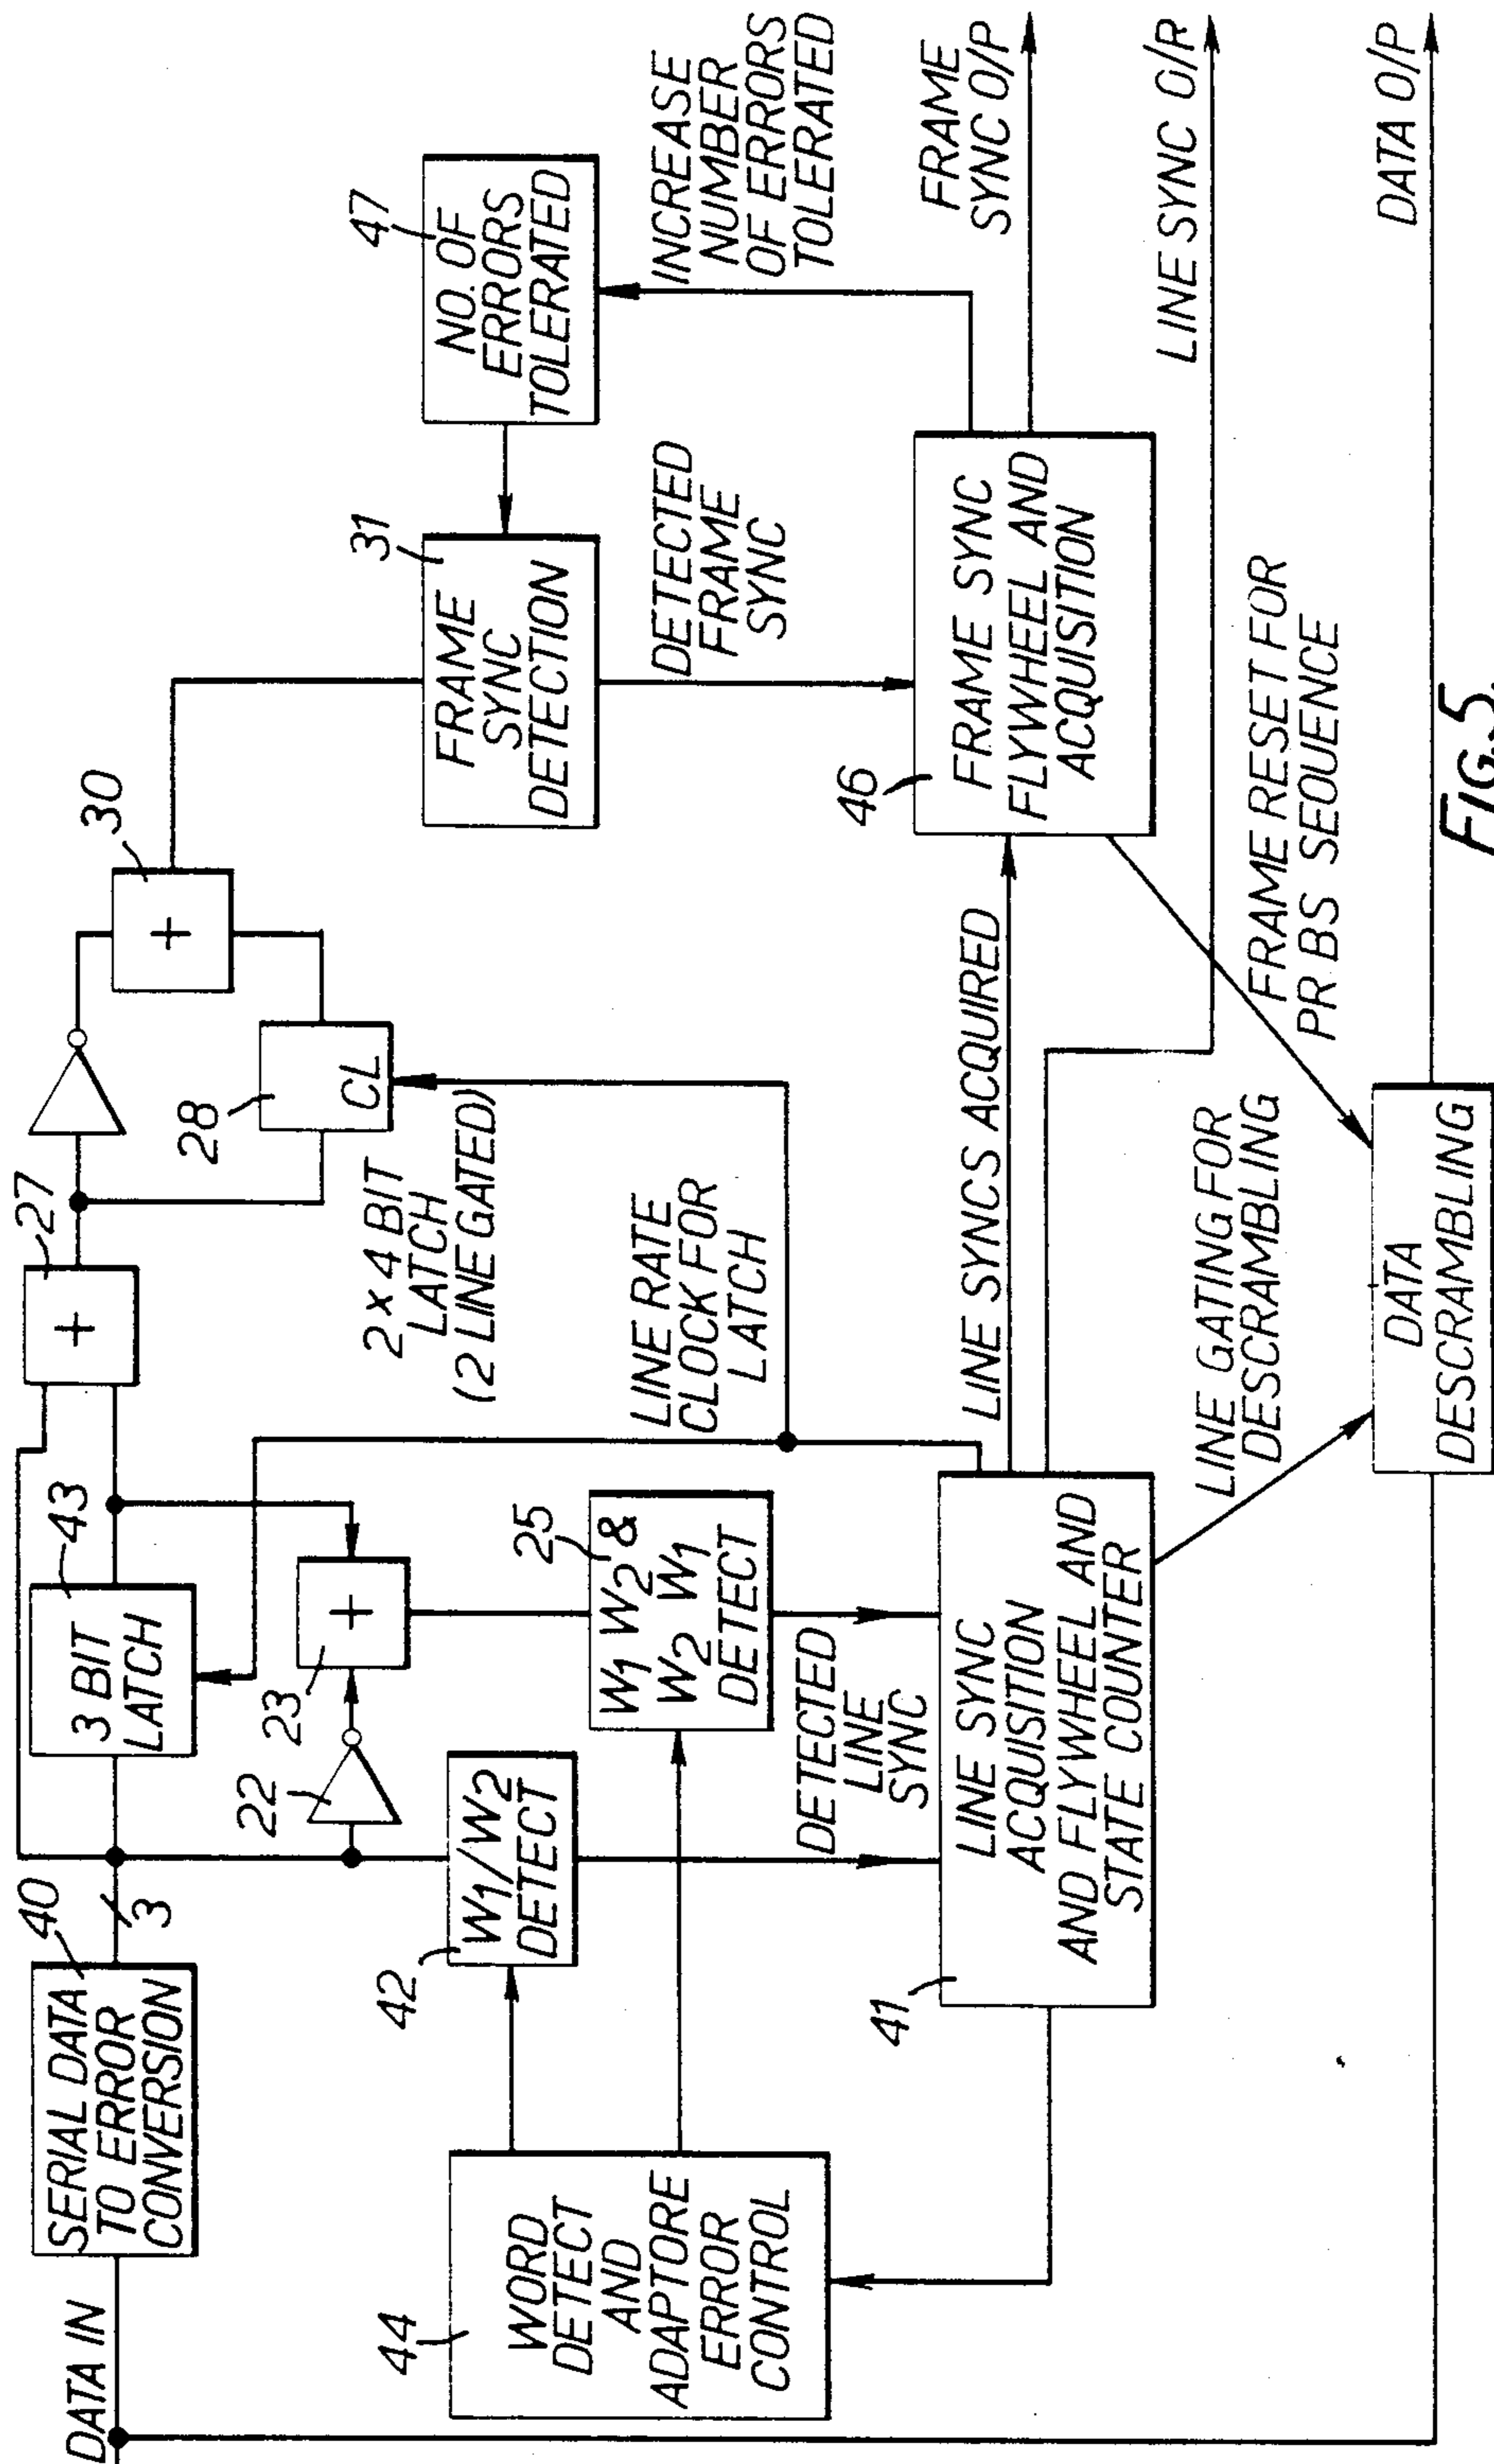 DATA IN
SERIAL DATA
TO ERROR
CONVERSION
40
3
3 BIT
LATCH
43
27
+
22
23
+
28
CL
2 x 4 BIT
LATCH
(2 LINE GATED)
30
+
44
WORD
DETECT
AND
ADAPTORE
ERROR
CONTROL
42
W1/W2
DETECT
25
W1 W2' &
W2 W1
DETECT
LINE RATE
CLOCK FOR
LATCH
31
FRAME
SYNC
DETECTION
47
NO. OF
ERRORS
TOLERATED
DETECTED
FRAME
SYNC
INCREASE
NUMBER
OF ERRORS
TOLERATED
DETECTED
LINE
SYNC
41
LINE SYNC
ACQUISITION
AND FLYWHEEL AND
STATE COUNTER
LINE SYNCS ACQUIRED
46
FRAME SYNC
FLYWHEEL AND
ACQUISITION
FRAME
SYNC O/P
LINE SYNC O/R
LINE GATING FOR
DESCRAMBLING
FRAME RESET FOR
PR BS SEQUENCE
DATA
DESCRAMBLING
DATA O/P
FIG.5.